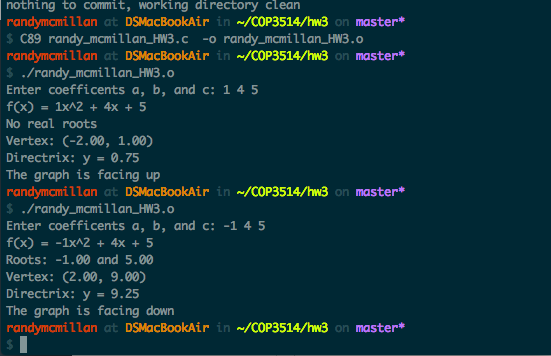 nothing to commit, working directory clean
randymcmillan at DSMacBookAir in ~/COP3514/hw3 on master*
$ C89 randy_mcmillan_HW3.c -o randy_mcmillan_HW3.o
randymcmillan at DSMacBookAir in ~/COP3514/hw3 on master*
$ ./randy_mcmillan_HW3.o
Enter coefficents a, b, and c: 1 4 5
f(x) = 1x^2 + 4x + 5
No real roots
Vertex: (-2.00, 1.00)
Directrix: y = 0.75
The graph is facing up
randymcmillan at DSMacBookAir in ~/COP3514/hw3 on master*
$ ./randy_mcmillan_HW3.o
Enter coefficents a, b, and c: -1 4 5
f(x) = -1x^2 + 4x + 5
Roots: -1.00 and 5.00
Vertex: (2.00, 9.00)
Directrix: y = 9.25
The graph is facing down
randymcmillan at DSMacBookAir in ~/COP3514/hw3 on master*
$